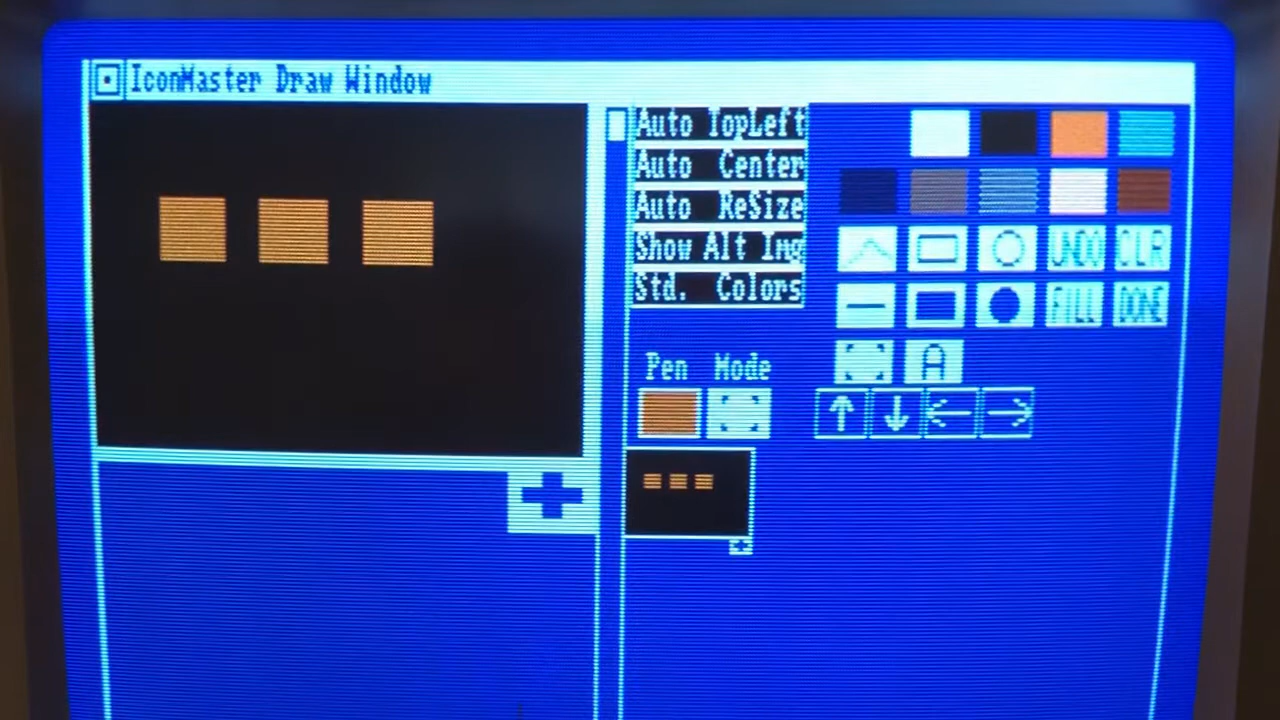 IconMaster Draw Window
Auto TopLeft
Auto Center
Auto ReSize
Show Alt Img
Std. Colors
UNDO CLR
FILL DONE
A
Pen Mode